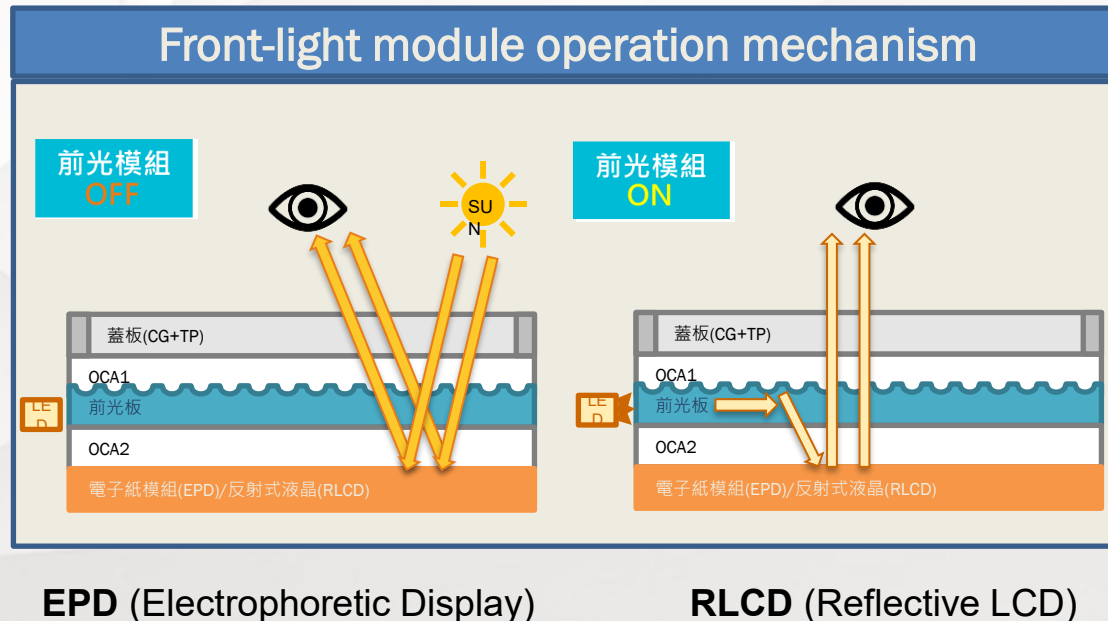 Front-light module operation mechanism
前光模組
OFF
SU
N
蓋板(CG+TP)
OCA1
前光板
LE
D
OCA2
電子紙模組(EPD)/反射式液晶(RLCD)
前光模組
ON
蓋板(CG+TP)
OCA1
前光板
LE
D
OCA2
電子紙模組(EPD)/反射式液晶(RLCD)
EPD (Electrophoretic Display)
RLCD (Reflective LCD)